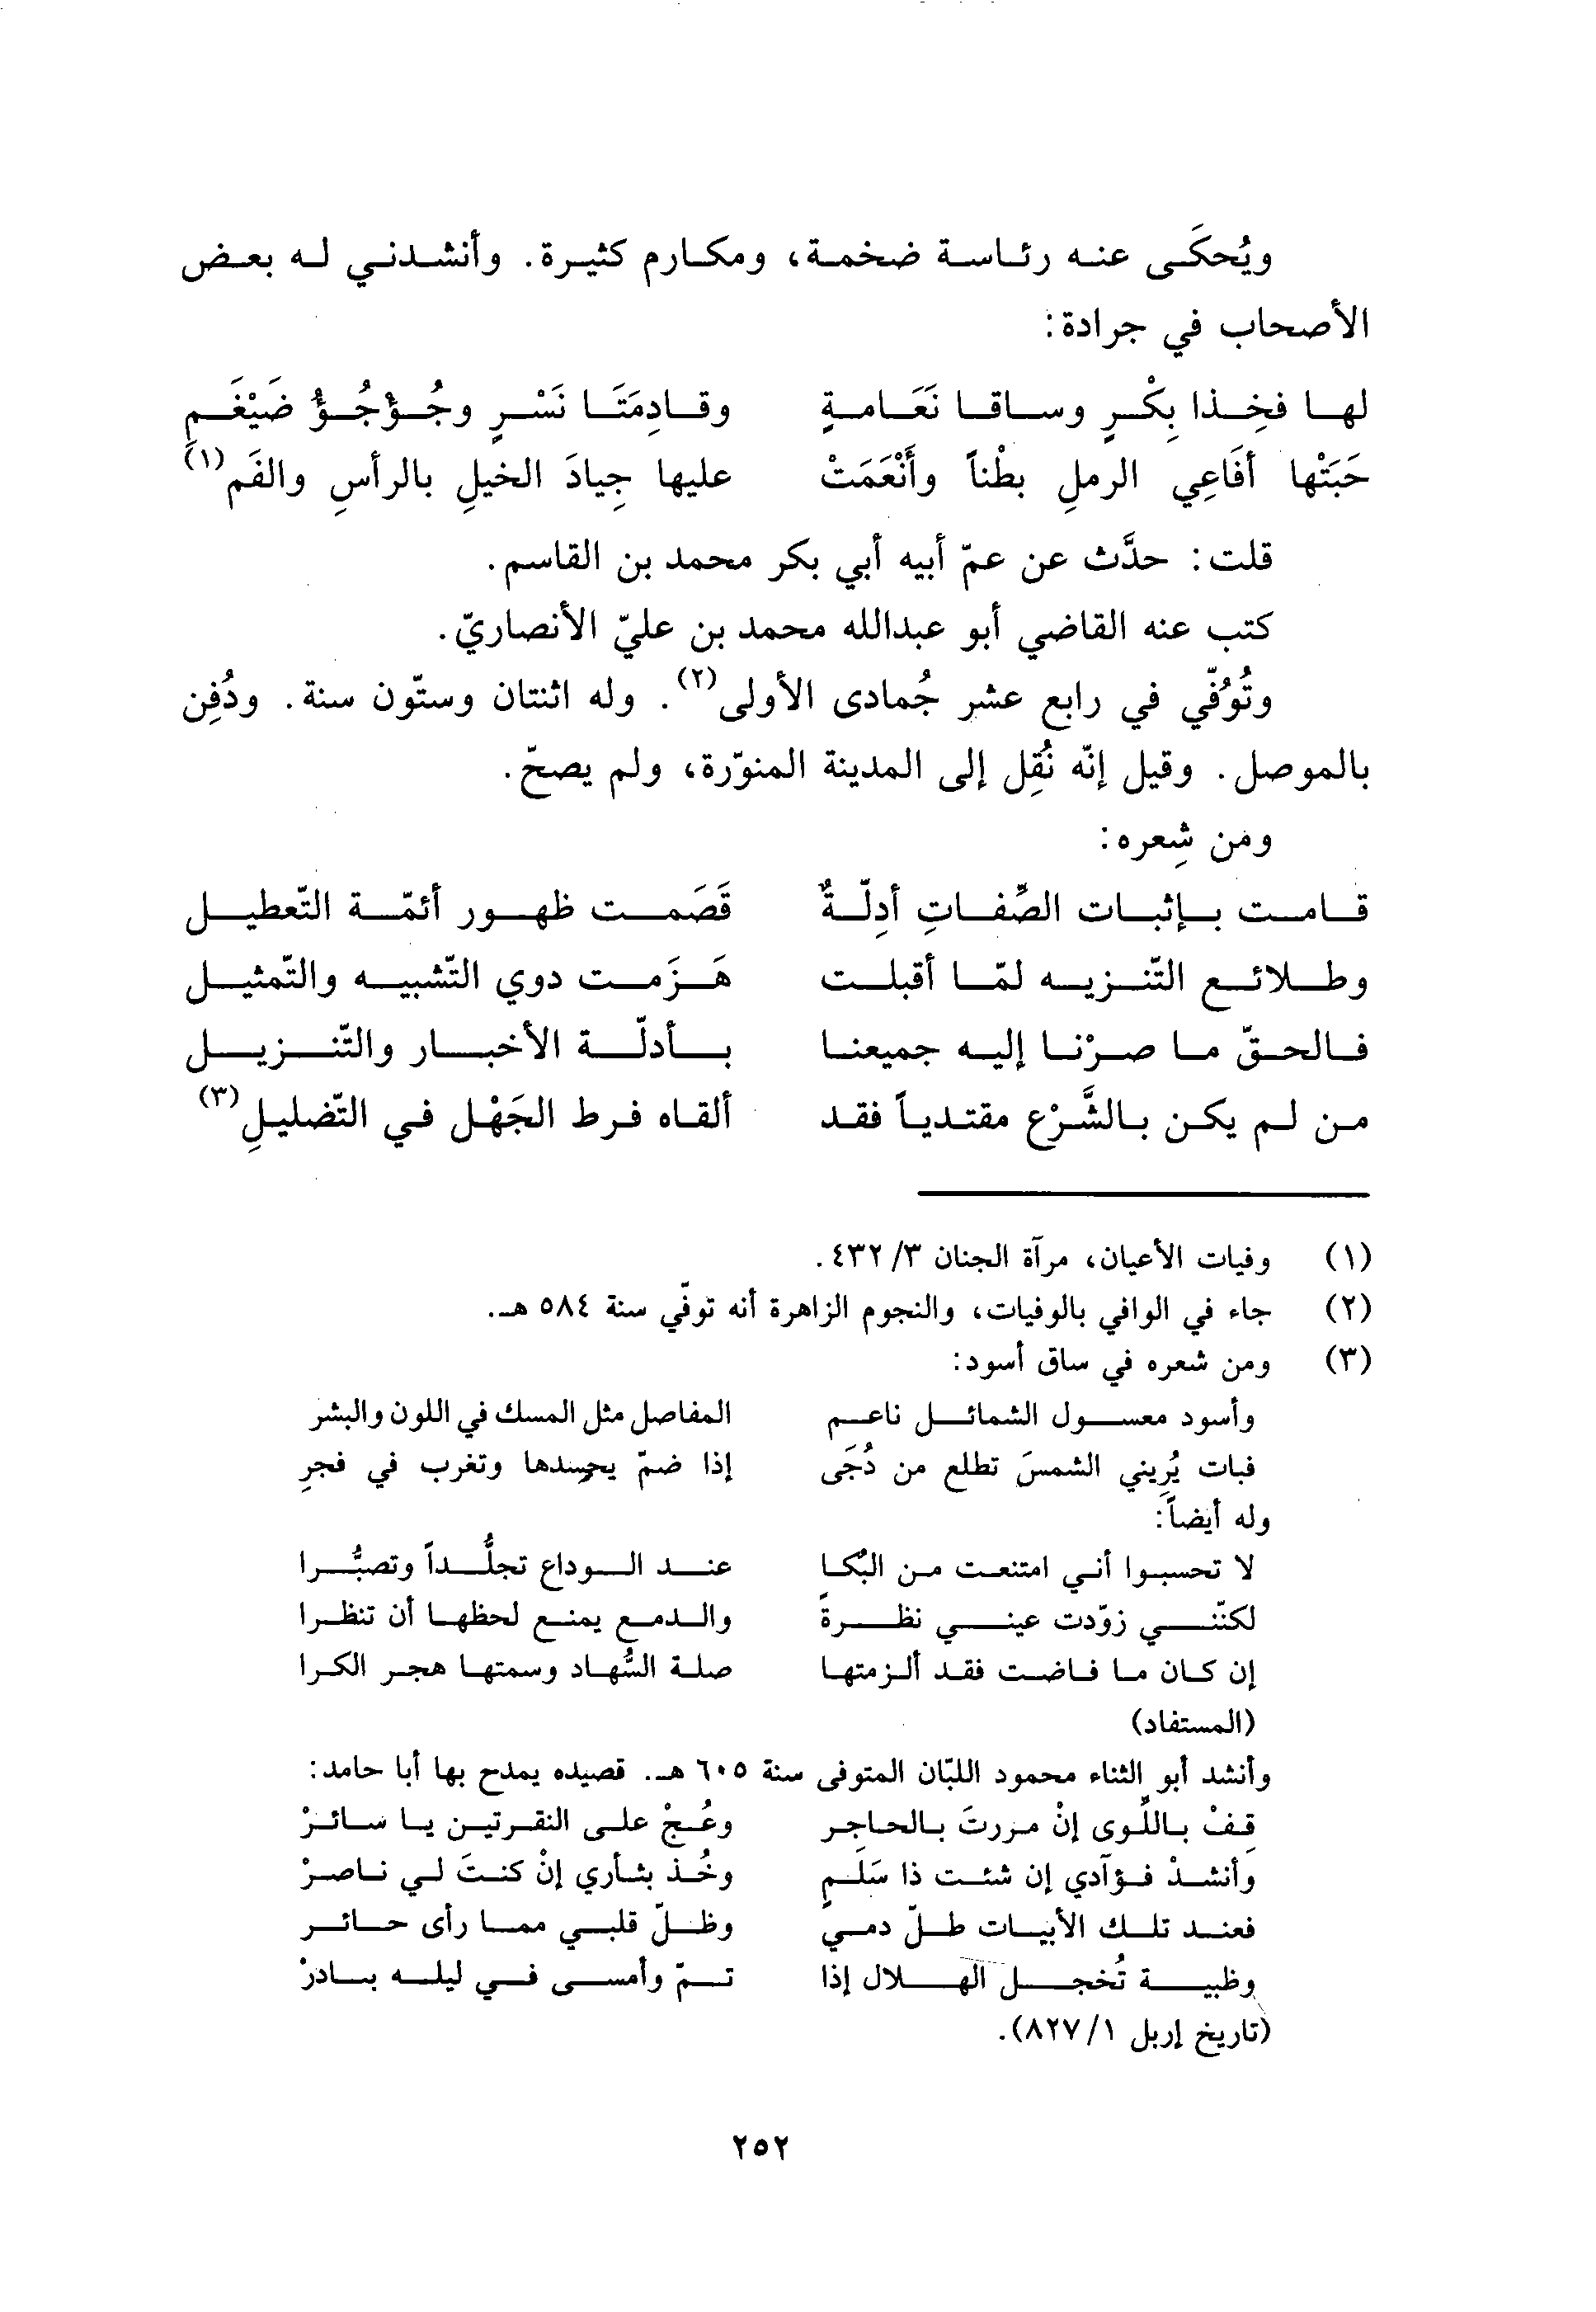 ويُحكَى عنه رئاسة ضخمة، ومكارم كثيرة. وأنشدني له بعض
الأصحاب في جرادة:
لها فخِذا بِكْرٍ وساقا نَعَامةٍ وقادِمَتَا نَسْرٍ وجُؤجُؤُ ضَيْغَمِ
حَبَتْها أفَاعِي الرملِ بطْناً وأَنْعَمَتْ عليها جِيادَ الخيلِ بالرأسِ والفَم(١)
قلت: حدَّث عن عمّ أبيه أبي بكر محمد بن القاسم.
كتب عنه القاضي أبو عبدالله محمد بن عليّ الأنصاريّ.
وتُوُفّي في رابع عشر جُمادى الأولى(٢). وله اثنتان وستّون سنة. ودُفِن
بالموصل. وقيل إنّه نُقِل إلى المدينة المنوّرة، ولم يصحّ.
ومن شِعره:
قامت بإثبات الصِّفاتِ أدِلّةٌ قَصَمت ظهور أئمّة التّعطيل
وطلائع التّنزيه لمّا أقبلت هَزَمت دوي التّشبيه والتّمثيل
فالحقّ ما صرْنا إليه جميعنا بأدلّة الأخبار والتّنزيل
من لم يكن بالشَّرْع مقتدياً فقد ألقاه فرط الجَهْل في التّضليلِ(٣)
(١) وفيات الأعيان، مرآة الجنان ٣/ ٤٣٢.
(٢) جاء في الوافي بالوفيات، والنجوم الزاهرة أنه توفّي سنة ٥٨٤ هـ.
(٣) ومن شعره في ساق أسود:
وأسود معسول الشمائل ناعم المفاصل مثل المسك في اللون والبشر
فبات يُرِيني الشمسَ تطلع من دُجَى إذا ضمّ يحسدها وتغرب في فجرِ
وله أيضاً:
لا تحسبوا أني امتنعت من البُكا عند الوداع تجلُّداً وتصبُّرا
لكنّني زوّدت عيني نظرةً والدمع يمنع لحظها أن تنظرا
إن كان ما فاضت فقد ألزمتها صلة السُّهاد وسمتها هجر الكرا
(المستفاد)
وأنشد أبو الثناء محمود اللبّان المتوفى سنة ٦٠٥ هـ. قصيده يمدح بها أبا حامد:
قِفْ باللِّوى إنْ مررتَ بالحاجِر وعُجْ على النقرتين يا سائرْ
وأنشدْ فؤآدي إن شئت ذا سَلَمٍ وخُذ بثأري إنْ كنتَ لي ناصرْ
فعند تلك الأبيات طلّ دمي وظلّ قلبي مما رأى حائر
وظبية تُخجل الهلال إذا تمّ وأمسى في ليله بادرْ
(تاريخ إربل ١/ ٨٢٧).
٢٥٢